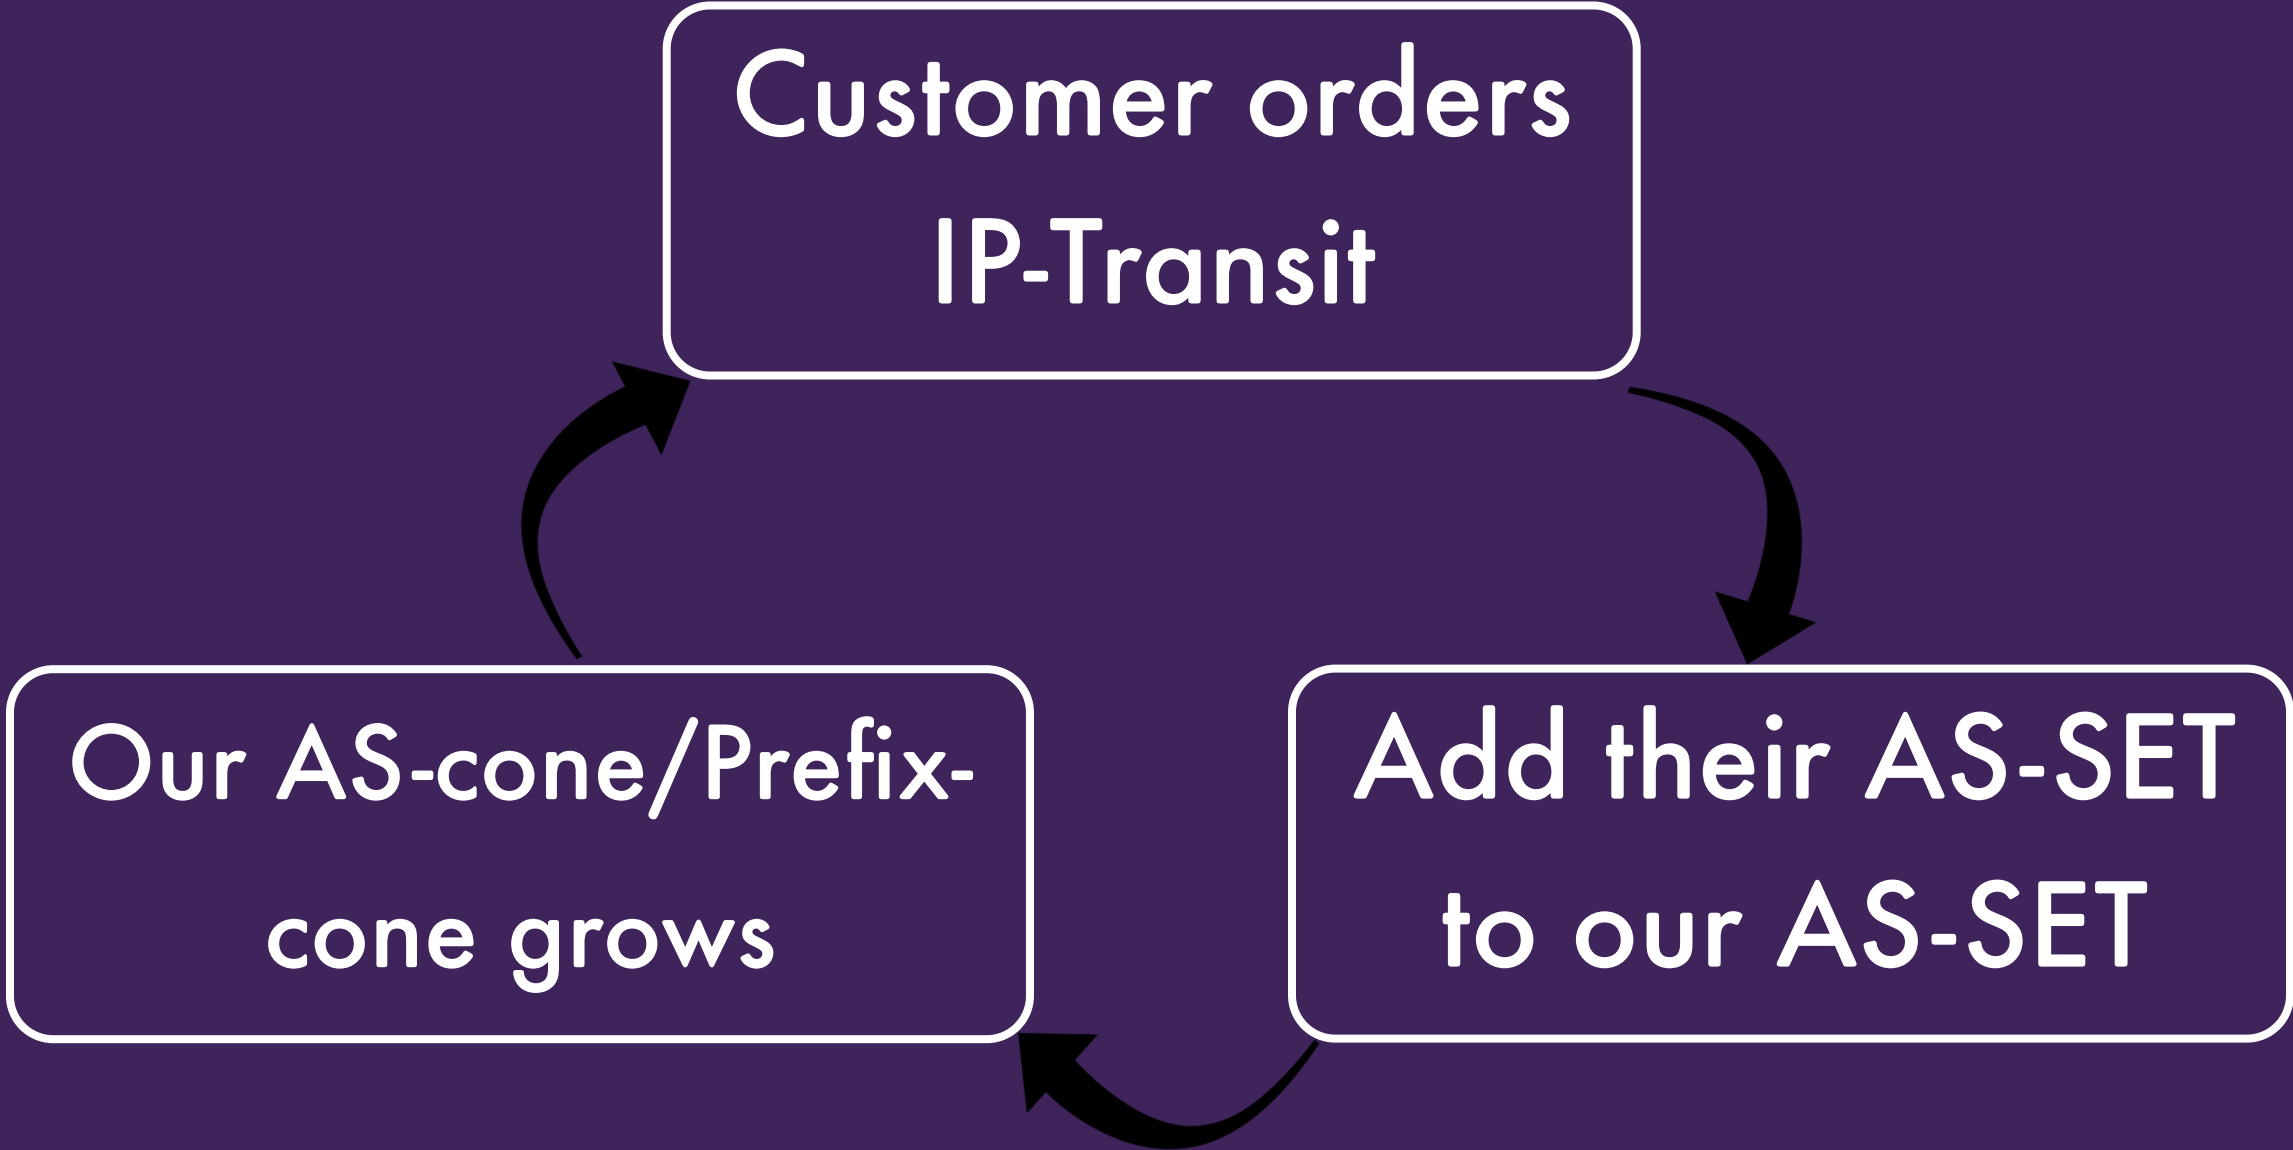 Customer orders
IP-Transit
Our AS-cone/Prefix-
cone grows
Add their AS-SET
to our AS-SET